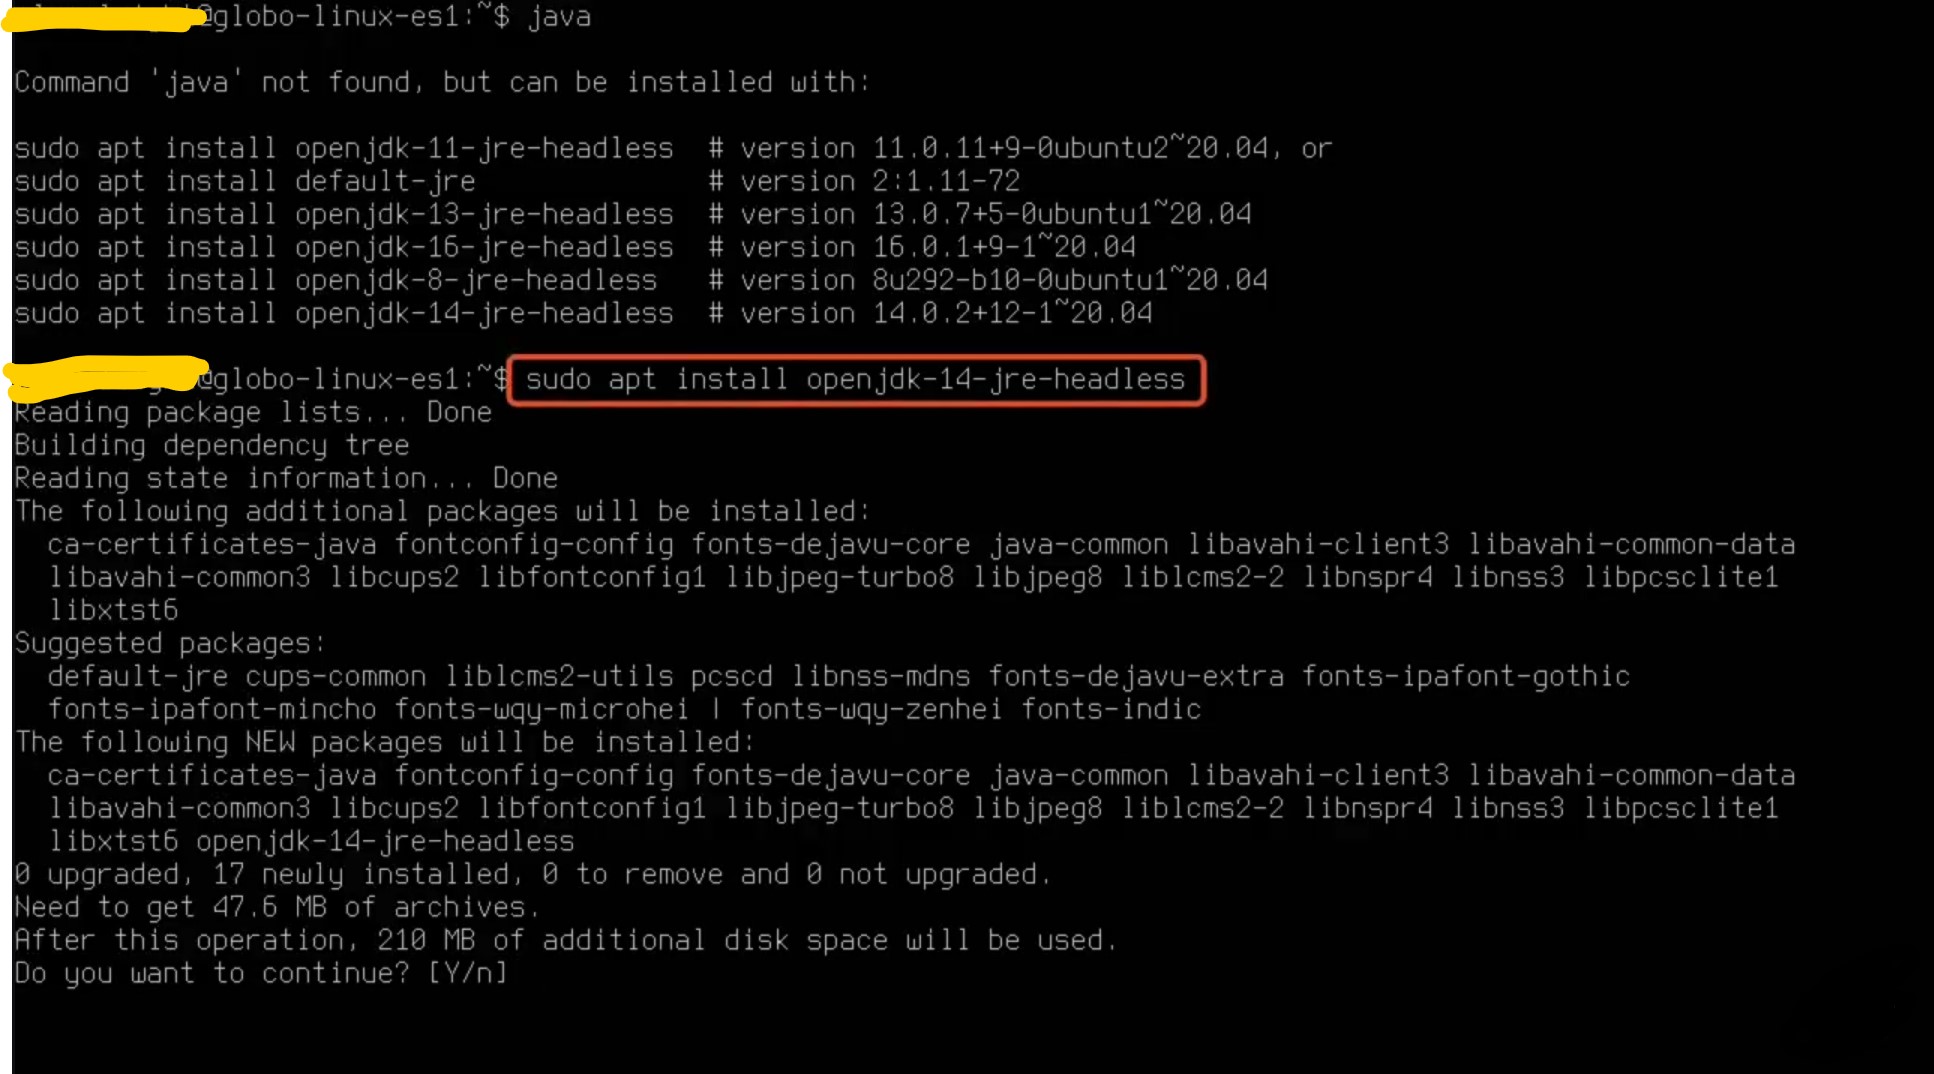 @globo-linux-es1:~$ java
Command 'java' not found, but can be installed with:
sudo apt install openjdk-11-jre-headless  # version 11.0.11+9-0ubuntu2~20.04, or
sudo apt install default-jre              # version 2:1.11-72
sudo apt install openjdk-13-jre-headless  # version 13.0.7+5-0ubuntu1~20.04
sudo apt install openjdk-16-jre-headless  # version 16.0.1+9-1~20.04
sudo apt install openjdk-8-jre-headless   # version 8u292-b10-0ubuntu1~20.04
sudo apt install openjdk-14-jre-headless  # version 14.0.2+12-1~20.04
@globo-linux-es1:~$ sudo apt install openjdk-14-jre-headless
Reading package lists... Done
Building dependency tree
Reading state information... Done
The following additional packages will be installed:
  ca-certificates-java fontconfig-config fonts-dejavu-core java-common libavahi-client3 libavahi-common-data
  libavahi-common3 libcups2 libfontconfig1 libjpeg-turbo8 libjpeg8 liblcms2-2 libnspr4 libnss3 libpcsclite1
  libxtst6
Suggested packages:
  default-jre cups-common liblcms2-utils pcscd libnss-mdns fonts-dejavu-extra fonts-ipafont-gothic
  fonts-ipafont-mincho fonts-wqy-microhei | fonts-wqy-zenhei fonts-indic
The following NEW packages will be installed:
  ca-certificates-java fontconfig-config fonts-dejavu-core java-common libavahi-client3 libavahi-common-data
  libavahi-common3 libcups2 libfontconfig1 libjpeg-turbo8 libjpeg8 liblcms2-2 libnspr4 libnss3 libpcsclite1
  libxtst6 openjdk-14-jre-headless
0 upgraded, 17 newly installed, 0 to remove and 0 not upgraded.
Need to get 47.6 MB of archives.
After this operation, 210 MB of additional disk space will be used.
Do you want to continue? [Y/n]